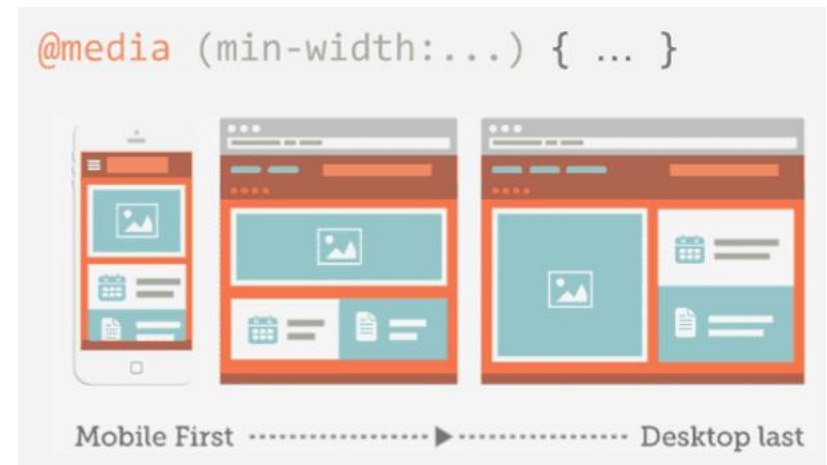 @media (min-width:...) { ... }
Mobile First
Desktop last